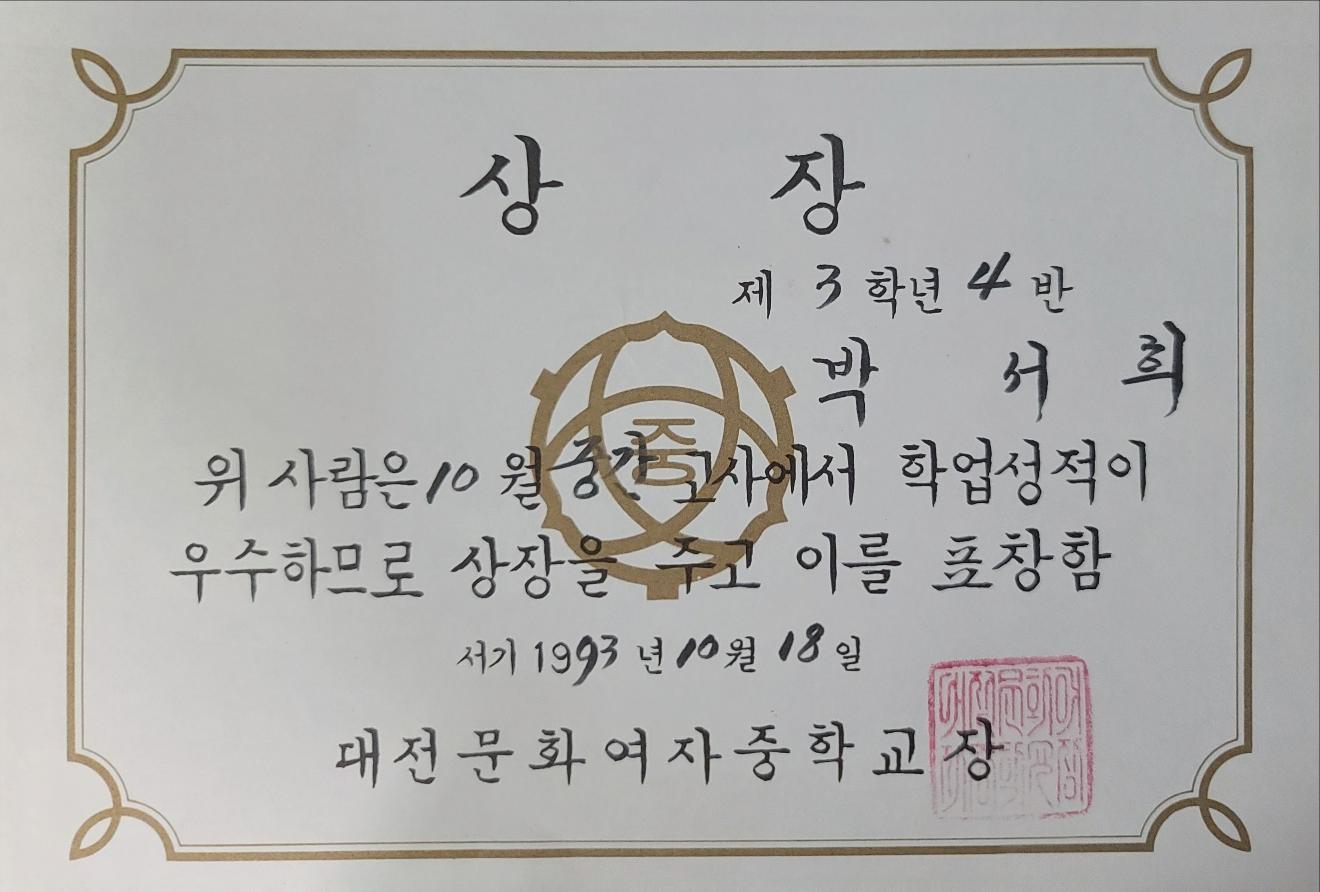 상 장
제 3 학년 4 반
박 서 희
중
위 사람은 10 월 중간 고사에서 학업성적이
우수하므로 상장을 주고 이를 표창함
서기 1993 년 10 월 18 일
대전문화여자중학교장